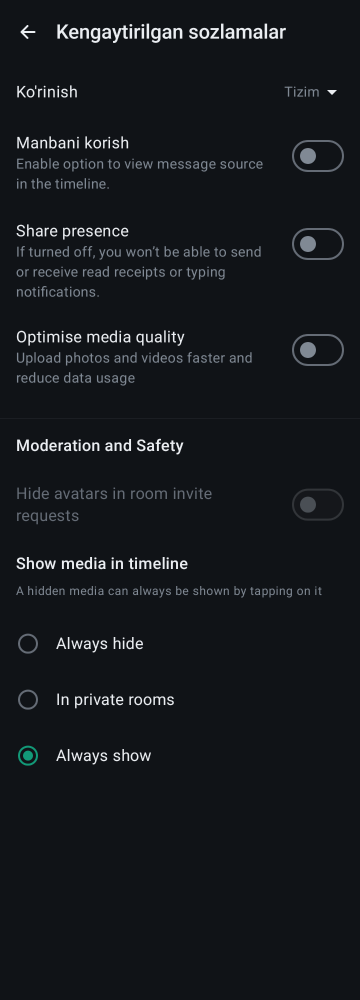 Kengaytirilgan sozlamalar
Ko'rinish
Tizim
Manbani korish
Enable option to view message source
in the timeline.
Share presence
If turned off, you won’t be able to send
or receive read receipts or typing
notifications.
Optimise media quality
Upload photos and videos faster and
reduce data usage
Moderation and Safety
Hide avatars in room invite
requests
Show media in timeline
A hidden media can always be shown by tapping on it
Always hide
In private rooms
Always show